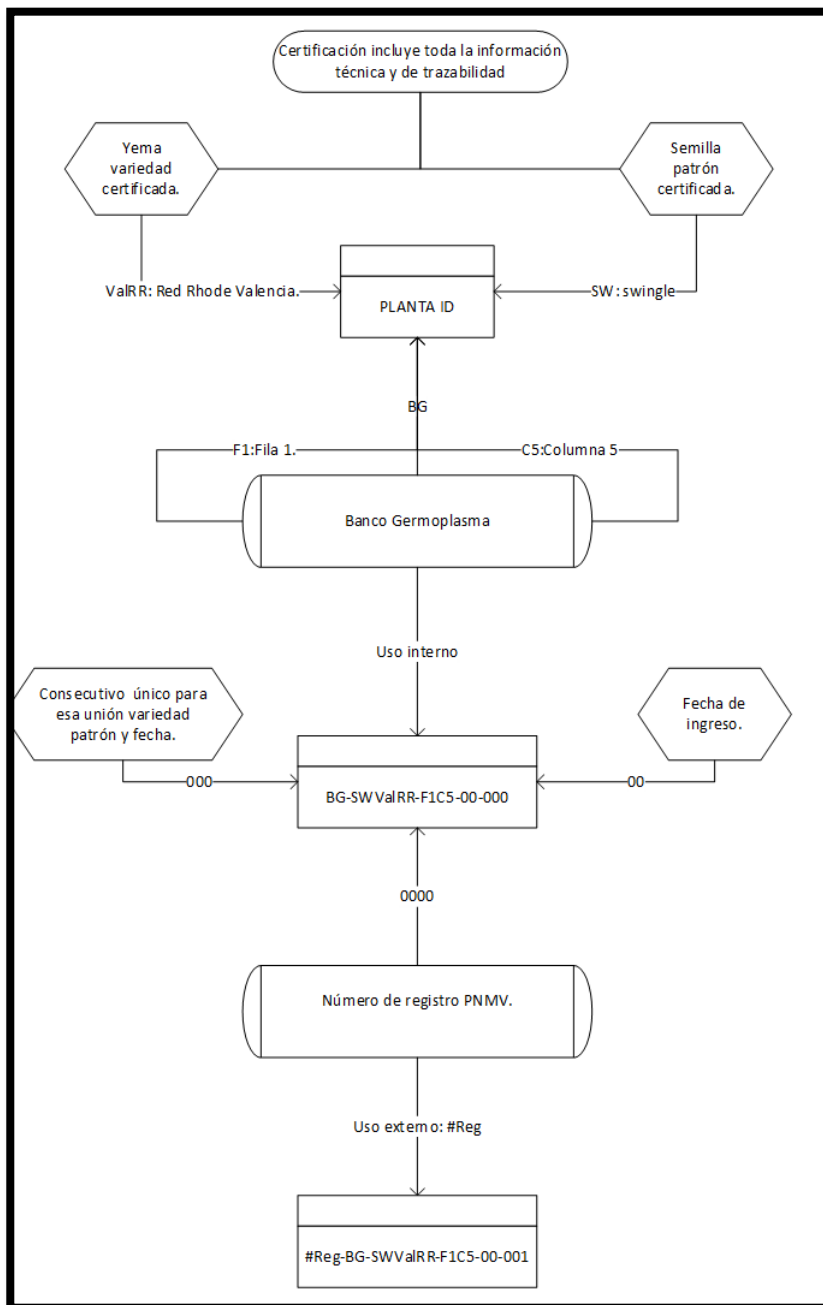 Certificación incluye toda la información
técnica y de trazabilidad
Yema
variedad
certificada.
Semilla
patrón
certificada.
ValRR: Red Rhode Valencia.
SW: swingle
PLANTA ID
BG
F1:Fila 1.
C5:Columna 5
Banco Germoplasma
Uso interno
Consecutivo único para
esa unión variedad
patrón y fecha.
Fecha de
ingreso.
000
00
BG-SWValRR-F1C5-00-000
0000
Número de registro PNMV.
Uso externo: #Reg
#Reg-BG-SWValRR-F1C5-00-001